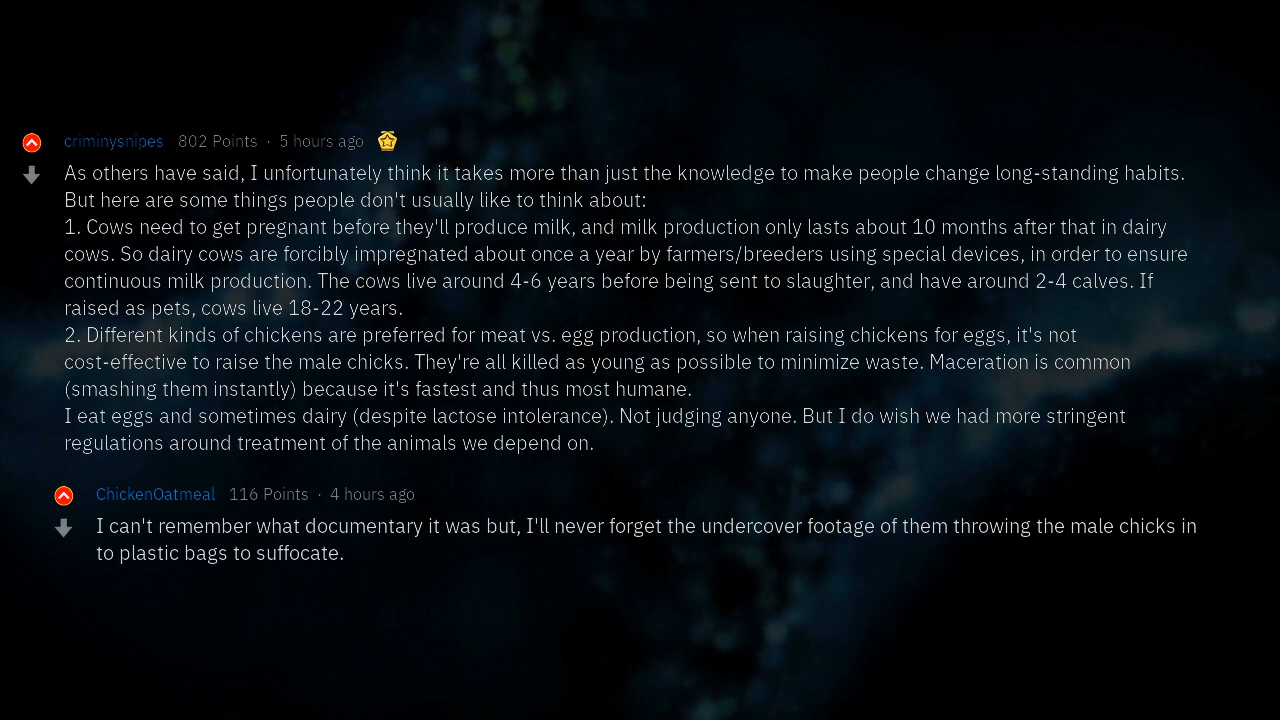 criminysnipes 802 Points · 5 hours ago
As others have said, I unfortunately think it takes more than just the knowledge to make people change long-standing habits.
But here are some things people don't usually like to think about:
1. Cows need to get pregnant before they'll produce milk, and milk production only lasts about 10 months after that in dairy
cows. So dairy cows are forcibly impregnated about once a year by farmers/breeders using special devices, in order to ensure
continuous milk production. The cows live around 4-6 years before being sent to slaughter, and have around 2-4 calves. If
raised as pets, cows live 18-22 years.
2. Different kinds of chickens are preferred for meat vs. egg production, so when raising chickens for eggs, it's not
cost-effective to raise the male chicks. They're all killed as young as possible to minimize waste. Maceration is common
(smashing them instantly) because it's fastest and thus most humane.
I eat eggs and sometimes dairy (despite lactose intolerance). Not judging anyone. But I do wish we had more stringent
regulations around treatment of the animals we depend on.
ChickenOatmeal 116 Points · 4 hours ago
I can't remember what documentary it was but, I'll never forget the undercover footage of them throwing the male chicks in
to plastic bags to suffocate.